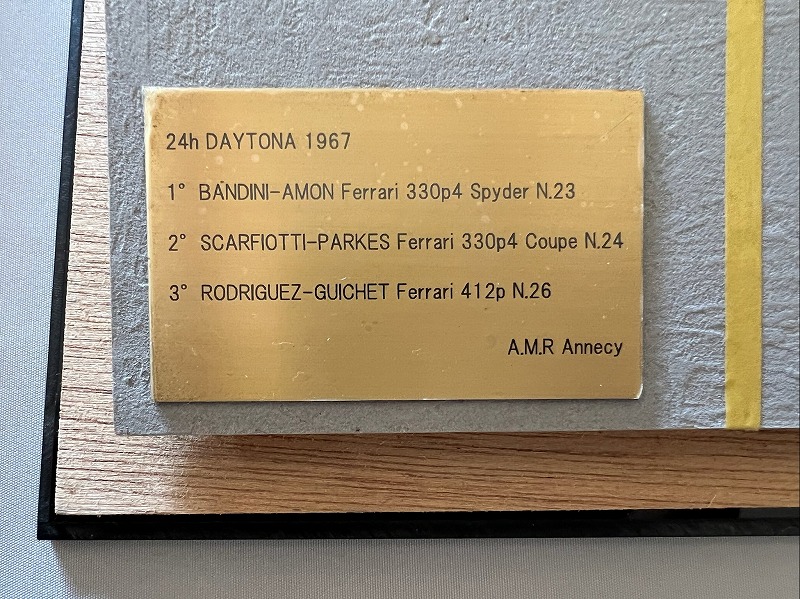 24h DAYTONA 1967
1° BANDINI-AMON Ferrari 330p4 Spyder N.23
2° SCARFIOTTI-PARKES Ferrari 330p4 Coupe N.24
3° RODRIGUEZ-GUICHET Ferrari 412p N.26
A.M.R Annecy